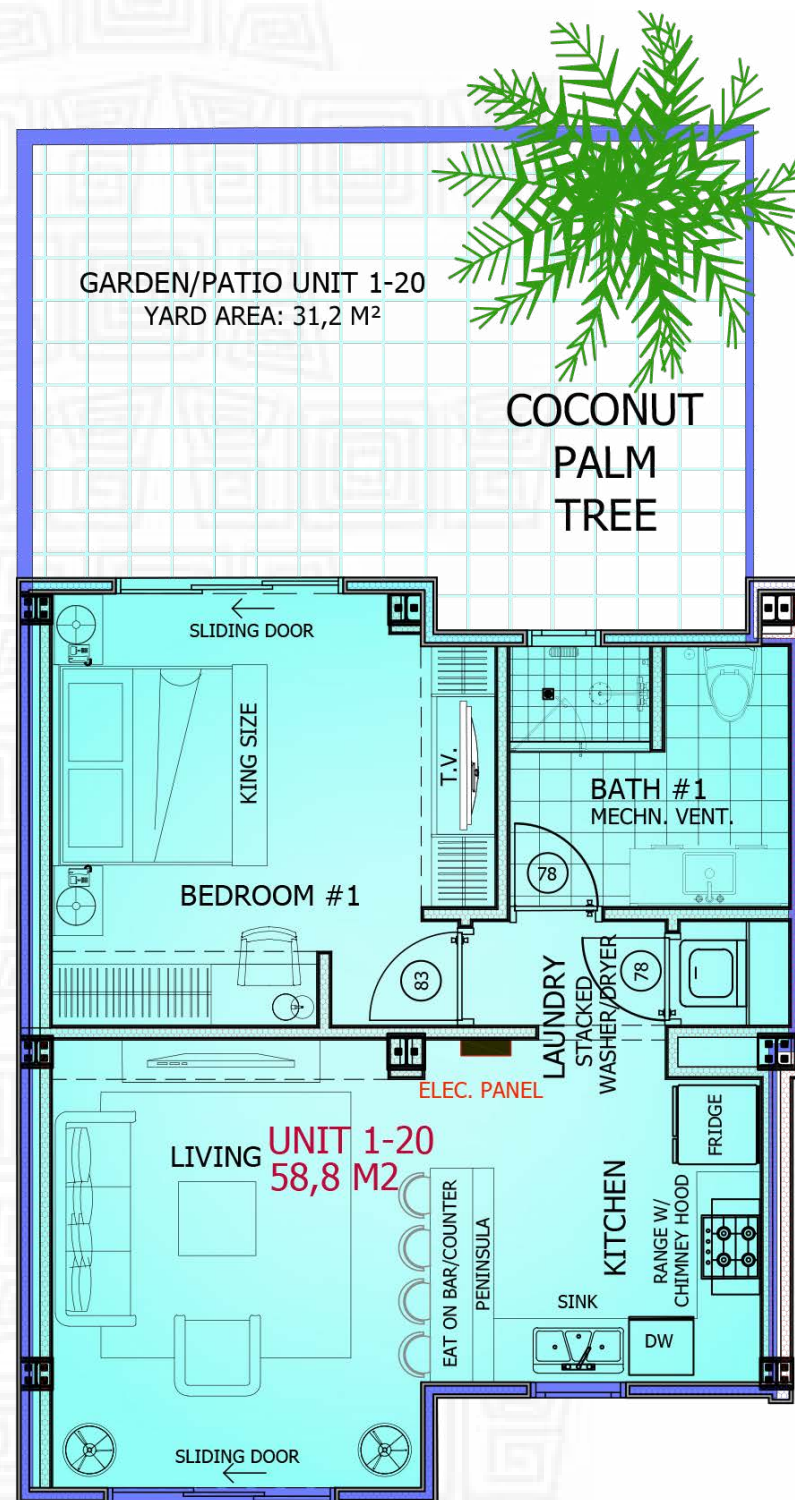 GARDEN/PATIO UNIT 1-20
YARD AREA: 31,2 M²
COCONUT
PALM
TREE
SLIDING DOOR
KING SIZE
T.V.
BATH #1
MECHN. VENT.
78
BEDROOM #1
83
78
LAUNDRY
STACKED
WASHER/DRYER
ELEC. PANEL
LIVING
UNIT 1-20
58,8 M2
FRIDGE
KITCHEN
RANGE W/
CHIMNEY HOOD
EAT ON BAR/COUNTER
PENINSULA
SINK
DW
SLIDING DOOR